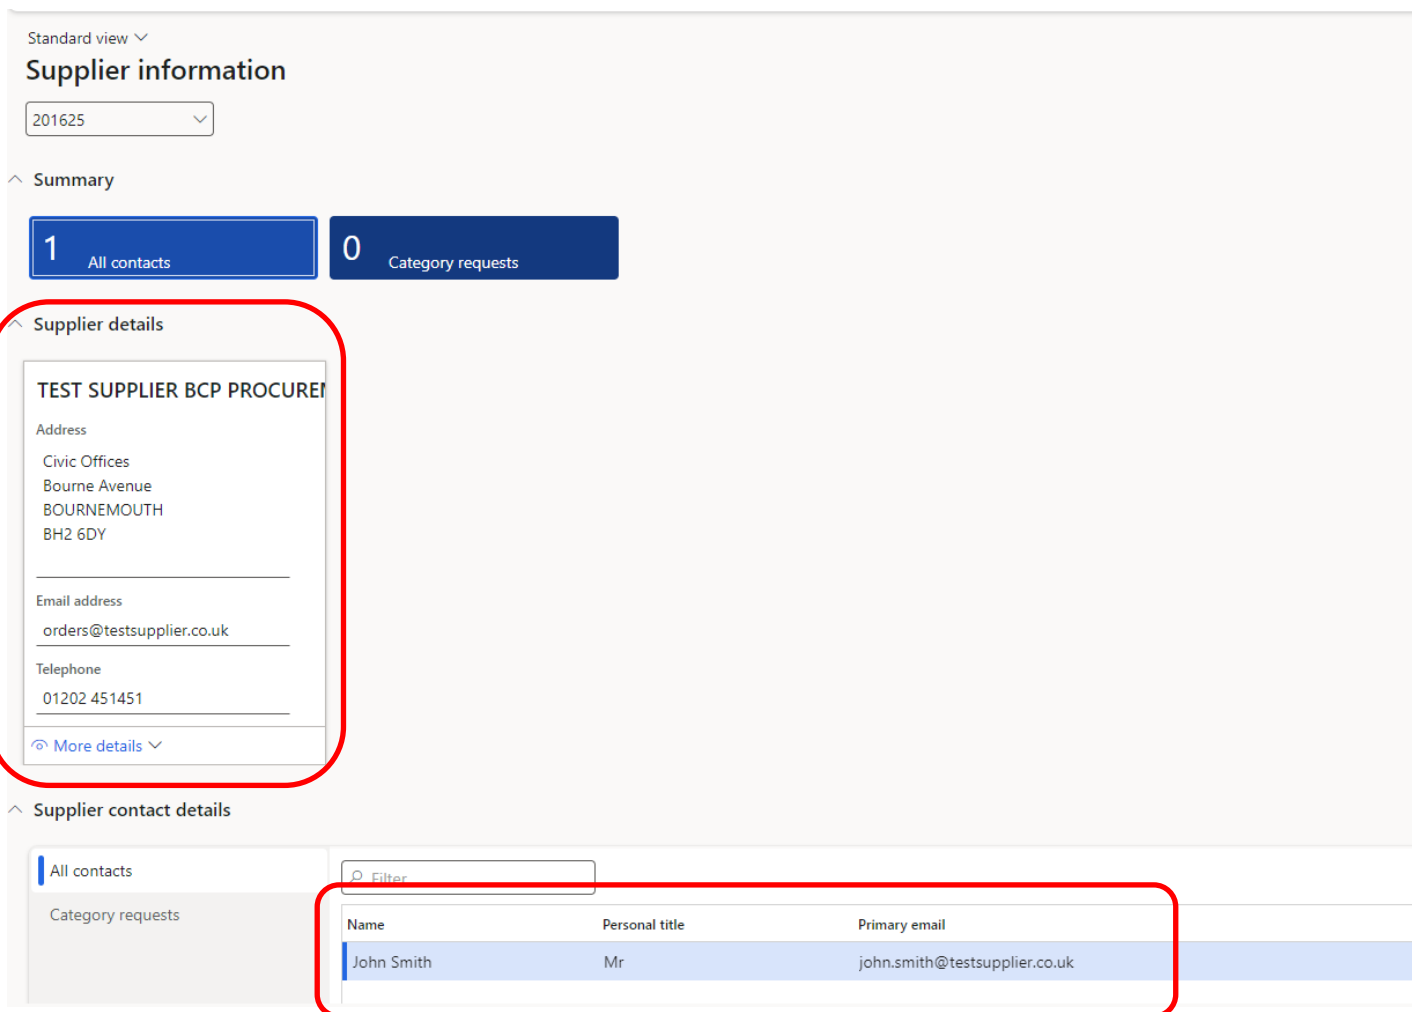 Standard view
Supplier information
201625
Summary
1 All contacts
0 Category requests
Supplier details
TEST SUPPLIER BCP
Address
Civic Offices
Bourne Avenue
BOURNEMOUTH
BH2 6DY
Email address
orders@testsupplier.co.uk
Telephone
01202 451451
More details
Supplier contact details
All contacts
Filter
Category requests
Name Personal title Primary email
John Smith Mr john.smith@testsupplier.co.uk